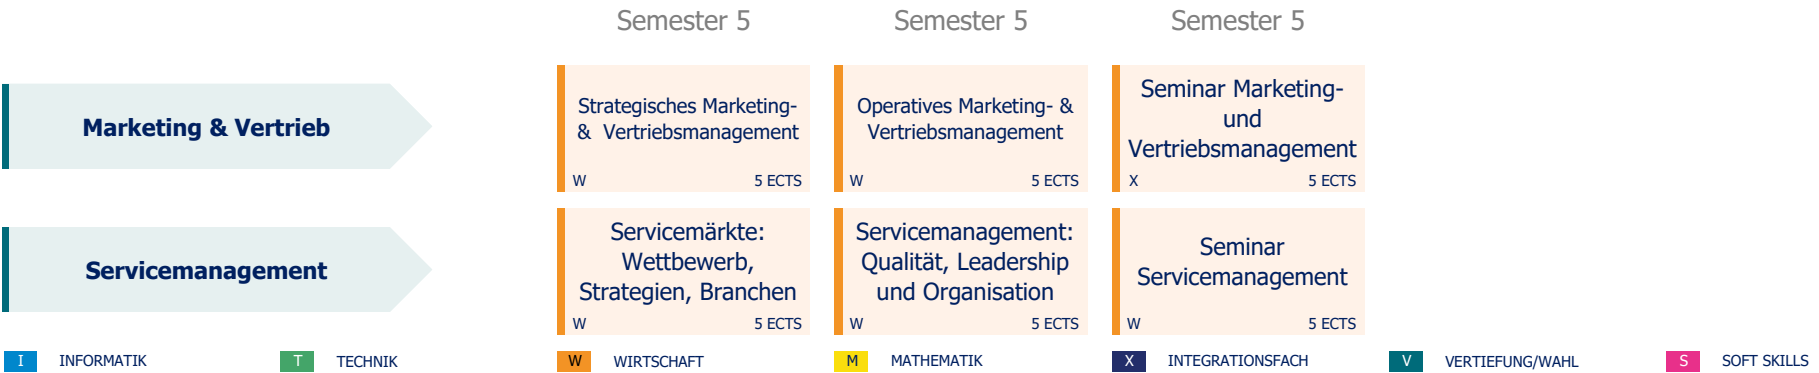 Semester 5
Semester 5
Semester 5
Marketing & Vertrieb
Strategisches Marketing-
& Vertriebsmanagement
W 5 ECTS
Operatives Marketing- &
Vertriebsmanagement
W 5 ECTS
Seminar Marketing-
und
Vertriebsmanagement
X 5 ECTS
Servicemanagement
Servicemärkte:
Wettbewerb,
Strategien, Branchen
W 5 ECTS
Servicemanagement:
Qualität, Leadership
und Organisation
W 5 ECTS
Seminar
Servicemanagement
W 5 ECTS
I INFORMATIK
T TECHNIK
W WIRTSCHAFT
M MATHEMATIK
X INTEGRATIONSFACH
V VERTIEFUNG/WAHL
S SOFT SKILLS